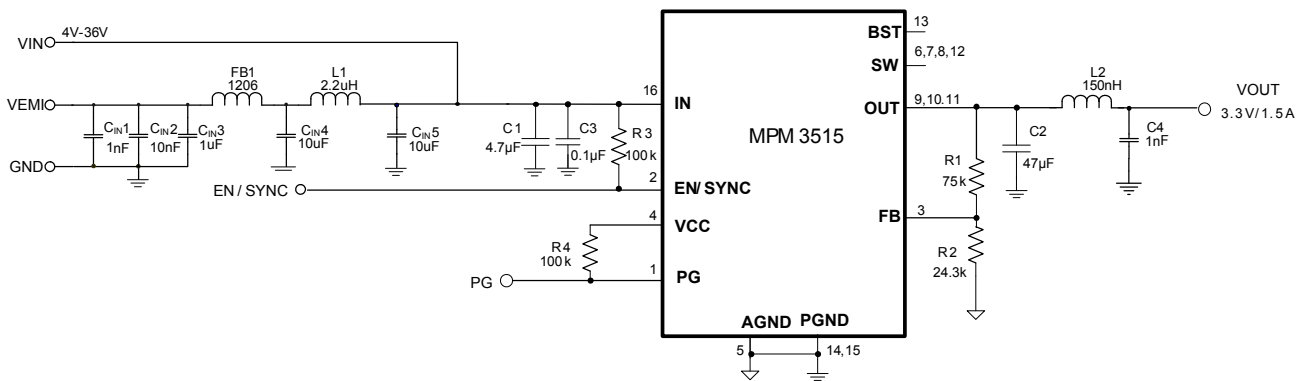 VIN
4V-36V
VEMI
GND
CIN1
1nF
CIN2
10nF
CIN3
1uF
FB1
1206
CIN4
10uF
L1
2.2uH
CIN5
10uF
C1
4.7µF
C3
0.1µF
R3
100k
EN / SYNC
R4
100k
PG
16
IN
2
EN/ SYNC
4
VCC
1
PG
MPM 3515
BST
13
SW
6,7,8,12
OUT
9,10.11
FB
3
AGND
PGND
5
14,15
R1
75k
R2
24.3k
C2
47µF
L2
150nH
C4
1nF
VOUT
3.3V/1.5A